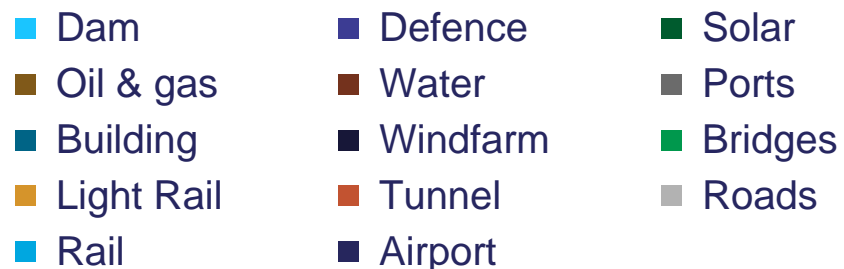 Dam
Oil & gas
Building
Light Rail
Rail
Defence
Water
Windfarm
Tunnel
Airport
Solar
Ports
Bridges
Roads